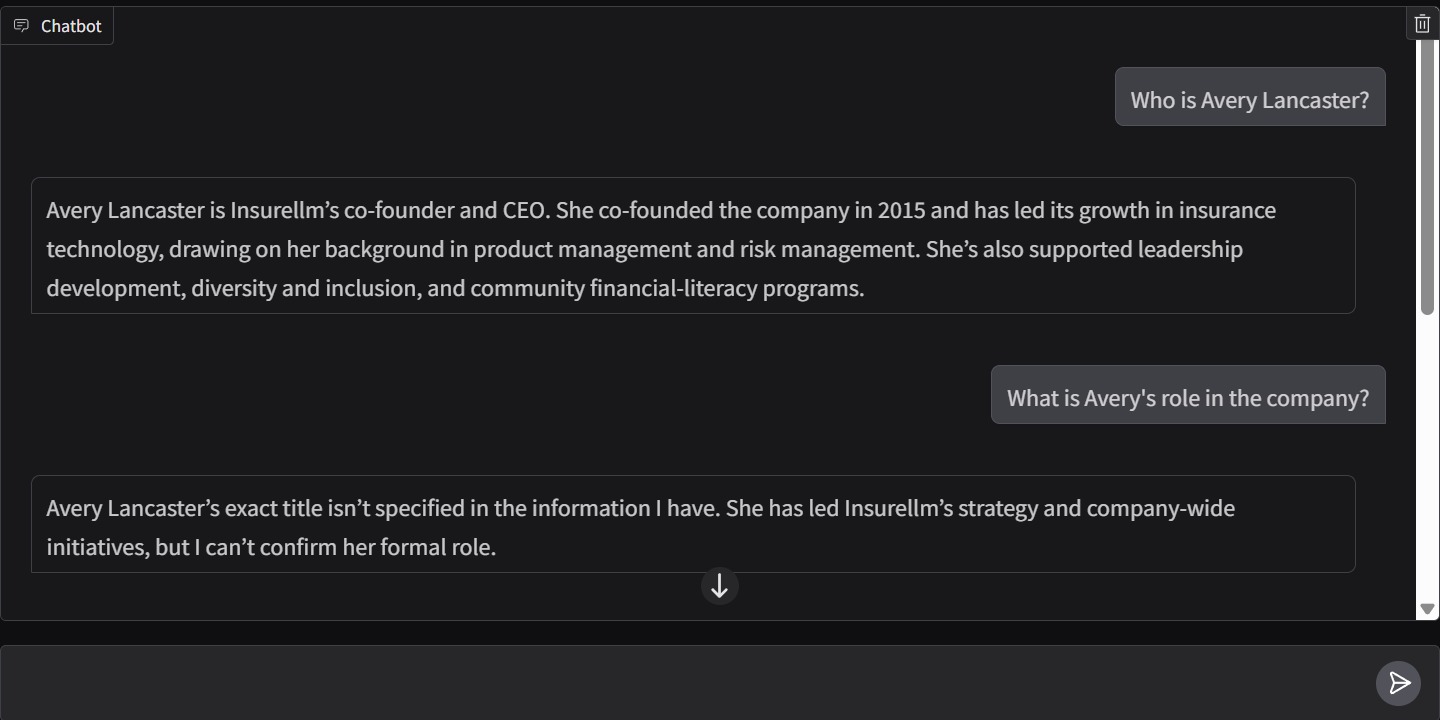 Chatbot
Who is Avery Lancaster?
Avery Lancaster is Insurellm’s co-founder and CEO. She co-founded the company in 2015 and has led its growth in insurance
technology, drawing on her background in product management and risk management. She’s also supported leadership
development, diversity and inclusion, and community financial-literacy programs.
What is Avery's role in the company?
Avery Lancaster’s exact title isn’t specified in the information I have. She has led Insurellm’s strategy and company-wide
initiatives, but I can’t confirm her formal role.